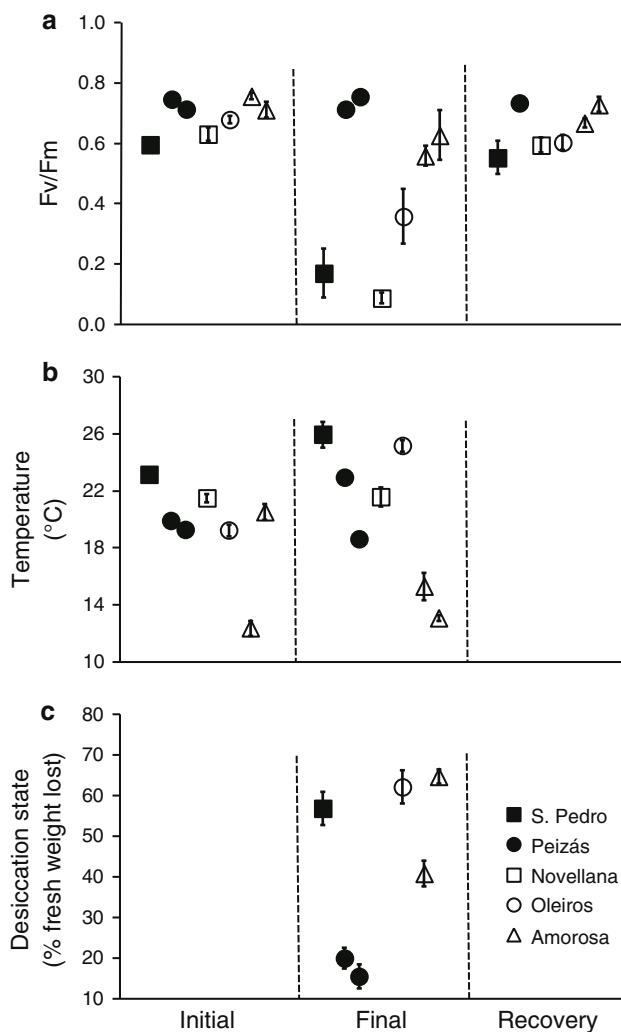 a
1.0
0.8
0.6
0.4
0.2
0.0
Fv/Fm
b
30
26
22
18
14
10
Temperature
(°C)
c
80
70
60
50
40
30
20
10
Desiccation state
(% fresh weight lost)
S. Pedro
Peizás
Novellana
Oleiros
Amorosa
Initial
Final
Recovery